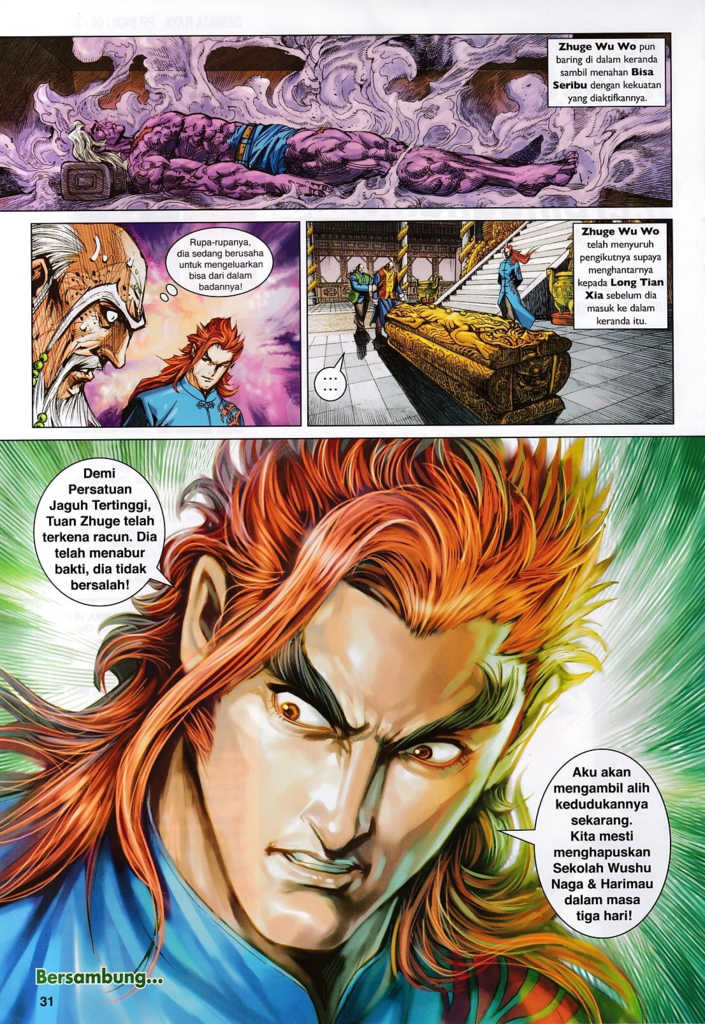 Zhuge Wu Wo pun
baring di dalam keranda
sambil menahan Bisa
Seribu dengan kekuatan
yang diaktifkannya.
Rupa-rupanya,
dia sedang berusaha
untuk mengeluarkan
bisa dari dalam
badannya!
Zhuge Wu Wo
telah menyuruh
pengikutnya supaya
menghantarnya
kepada Long Tian
Xia sebelum dia
masuk ke dalam
keranda itu.
...
...
Demi
Persatuan
Jaguh Tertinggi,
Tuan Zhuge telah
terkena racun. Dia
telah menabur
bakti, dia tidak
bersalah!
Aku akan
mengambil alih
kedudukannya
sekarang.
Kita mesti
menghapuskan
Sekolah Wushu
Naga & Harimau
dalam masa
tiga hari!
Bersambung...
31